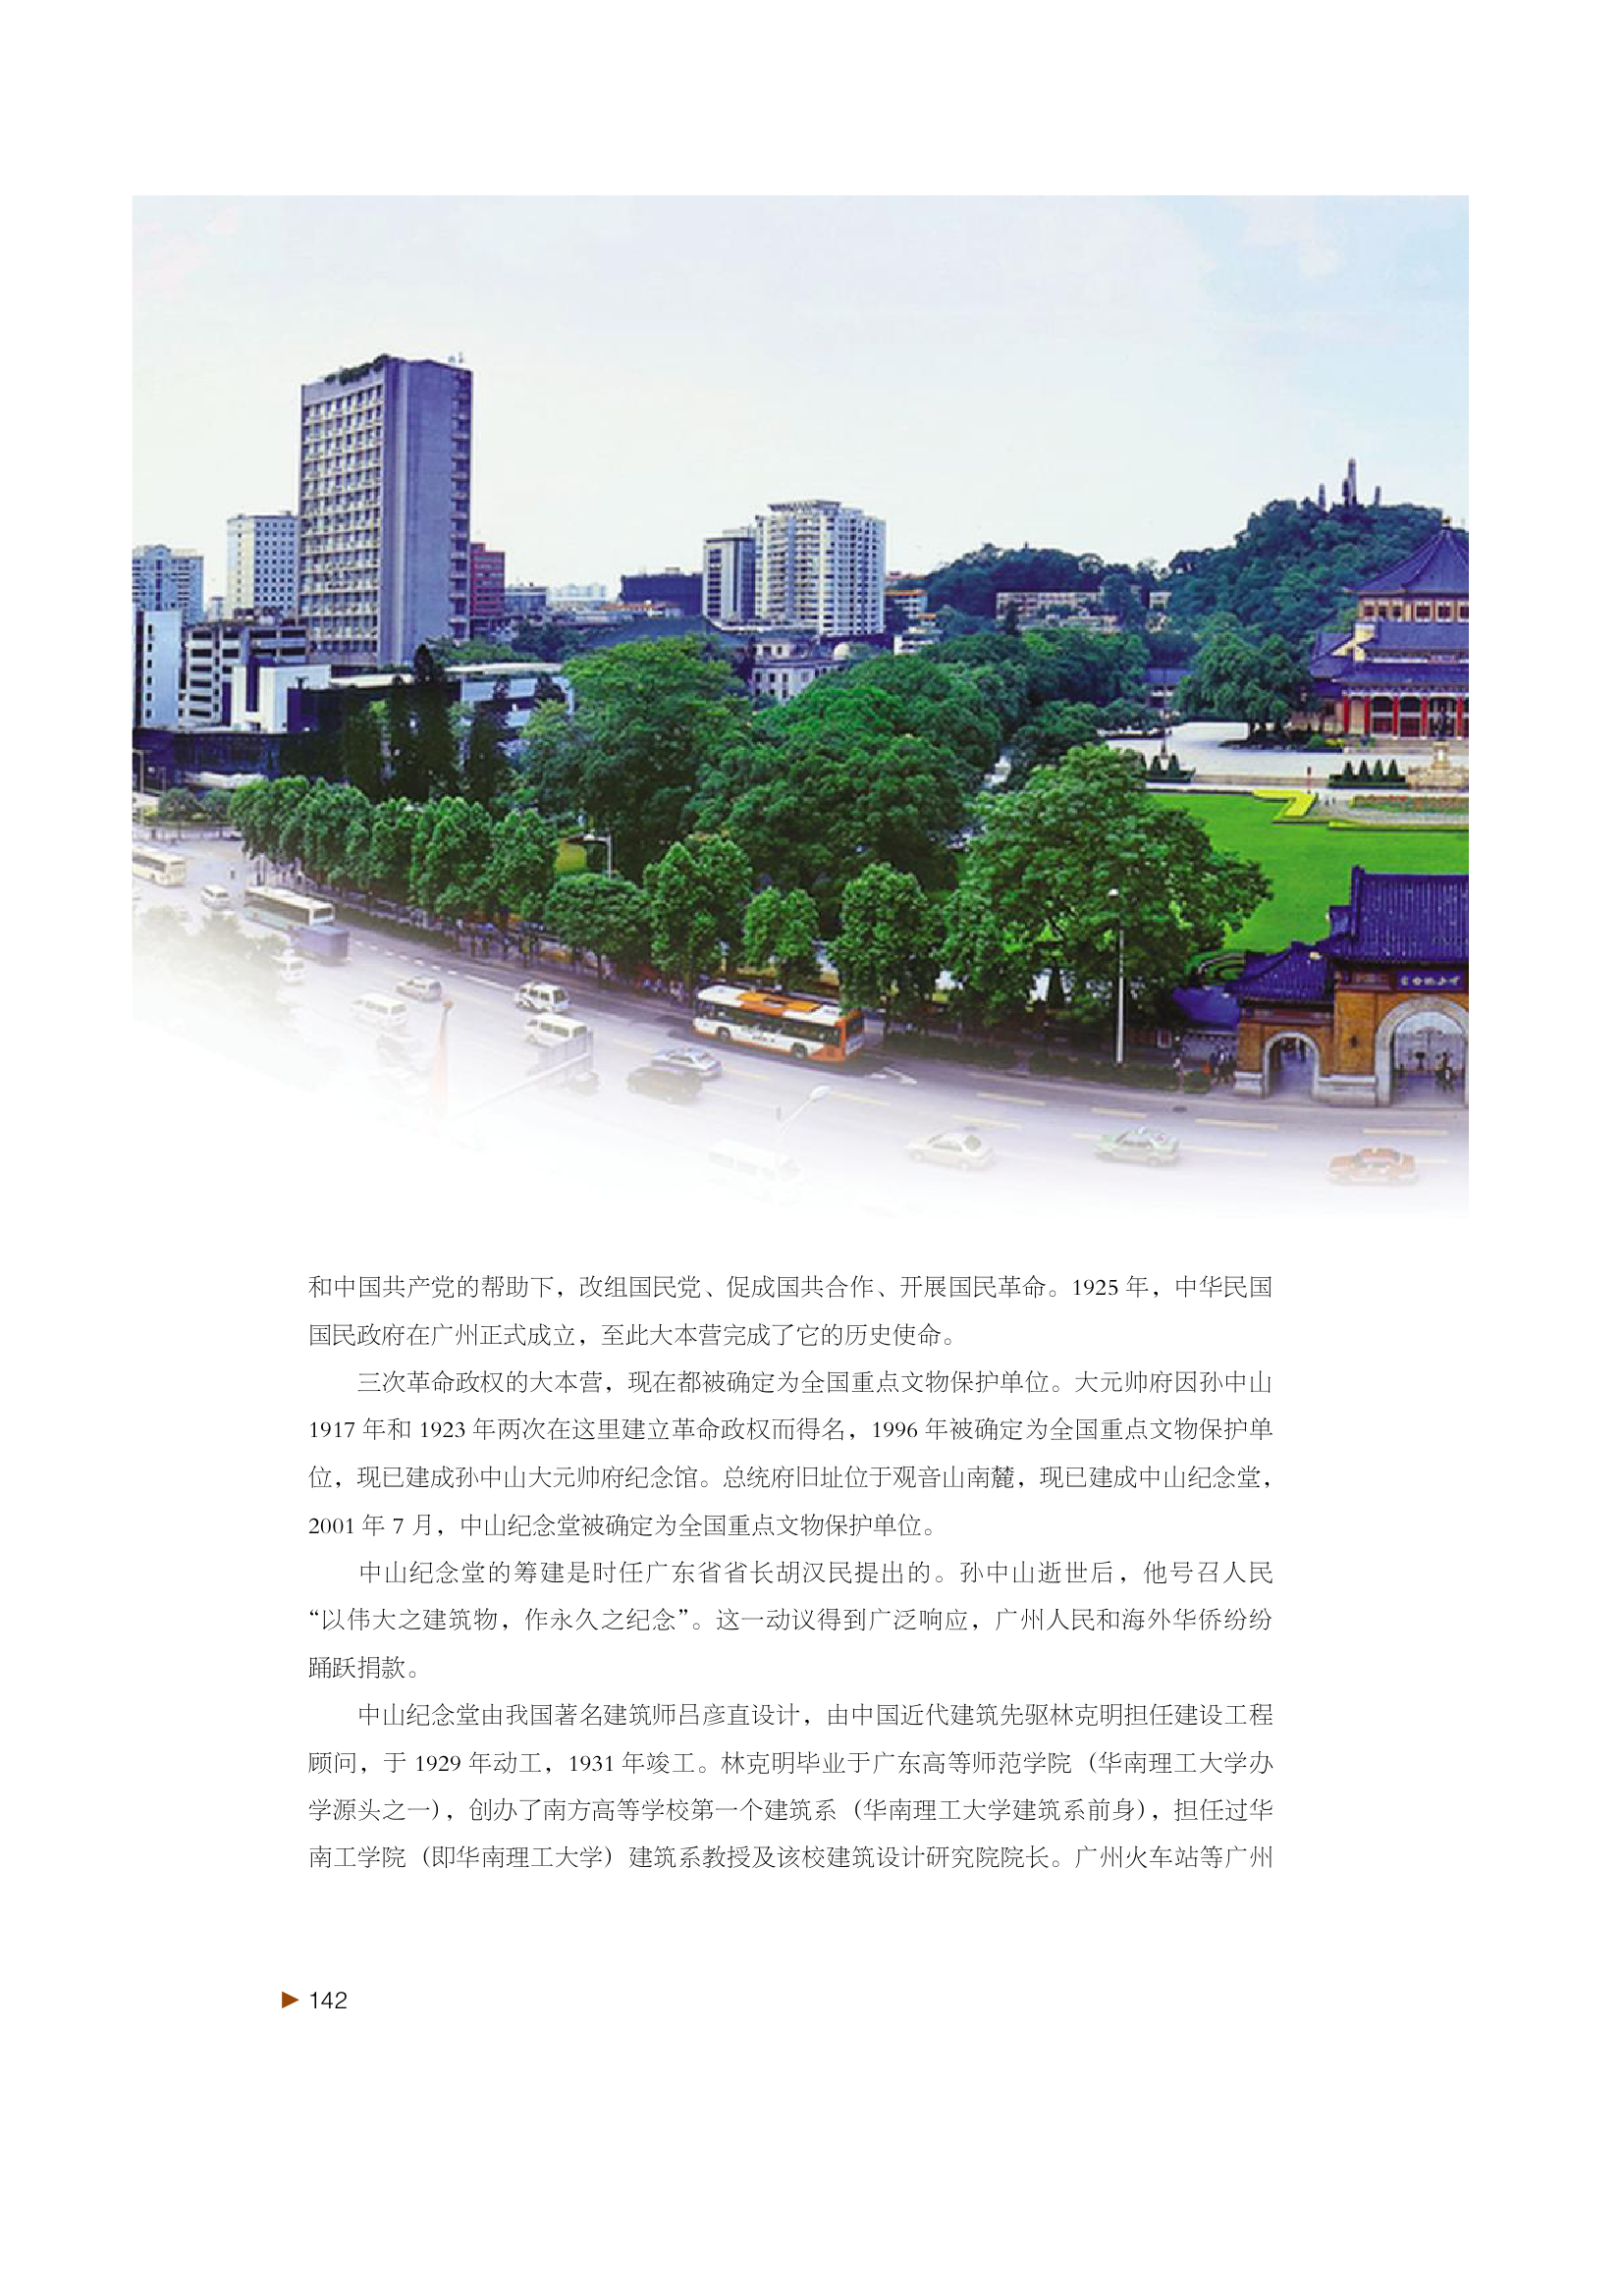 和中国共产党的帮助下，改组国民党、促成国共合作、开展国民革命。1925 年，中华民国
国民政府在广州正式成立，至此大本营完成了它的历史使命。
三次革命政权的大本营，现在都被确定为全国重点文物保护单位。大元帅府因孙中山
1917 年和 1923 年两次在这里建立革命政权而得名，1996 年被确定为全国重点文物保护单
位，现已建成孙中山大元帅府纪念馆。总统府旧址位于观音山南麓，现已建成中山纪念堂，
2001 年 7 月，中山纪念堂被确定为全国重点文物保护单位。
中山纪念堂的筹建是时任广东省省长胡汉民提出的。孙中山逝世后，他号召人民
“以伟大之建筑物，作永久之纪念”。这一动议得到广泛响应，广州人民和海外华侨纷纷
踊跃捐款。
中山纪念堂由我国著名建筑师吕彦直设计，由中国近代建筑先驱林克明担任建设工程
顾问，于 1929 年动工，1931 年竣工。林克明毕业于广东高等师范学院（华南理工大学办
学源头之一），创办了南方高等学校第一个建筑系（华南理工大学建筑系前身），担任过华
南工学院（即华南理工大学）建筑系教授及该校建筑设计研究院院长。广州火车站等广州
142